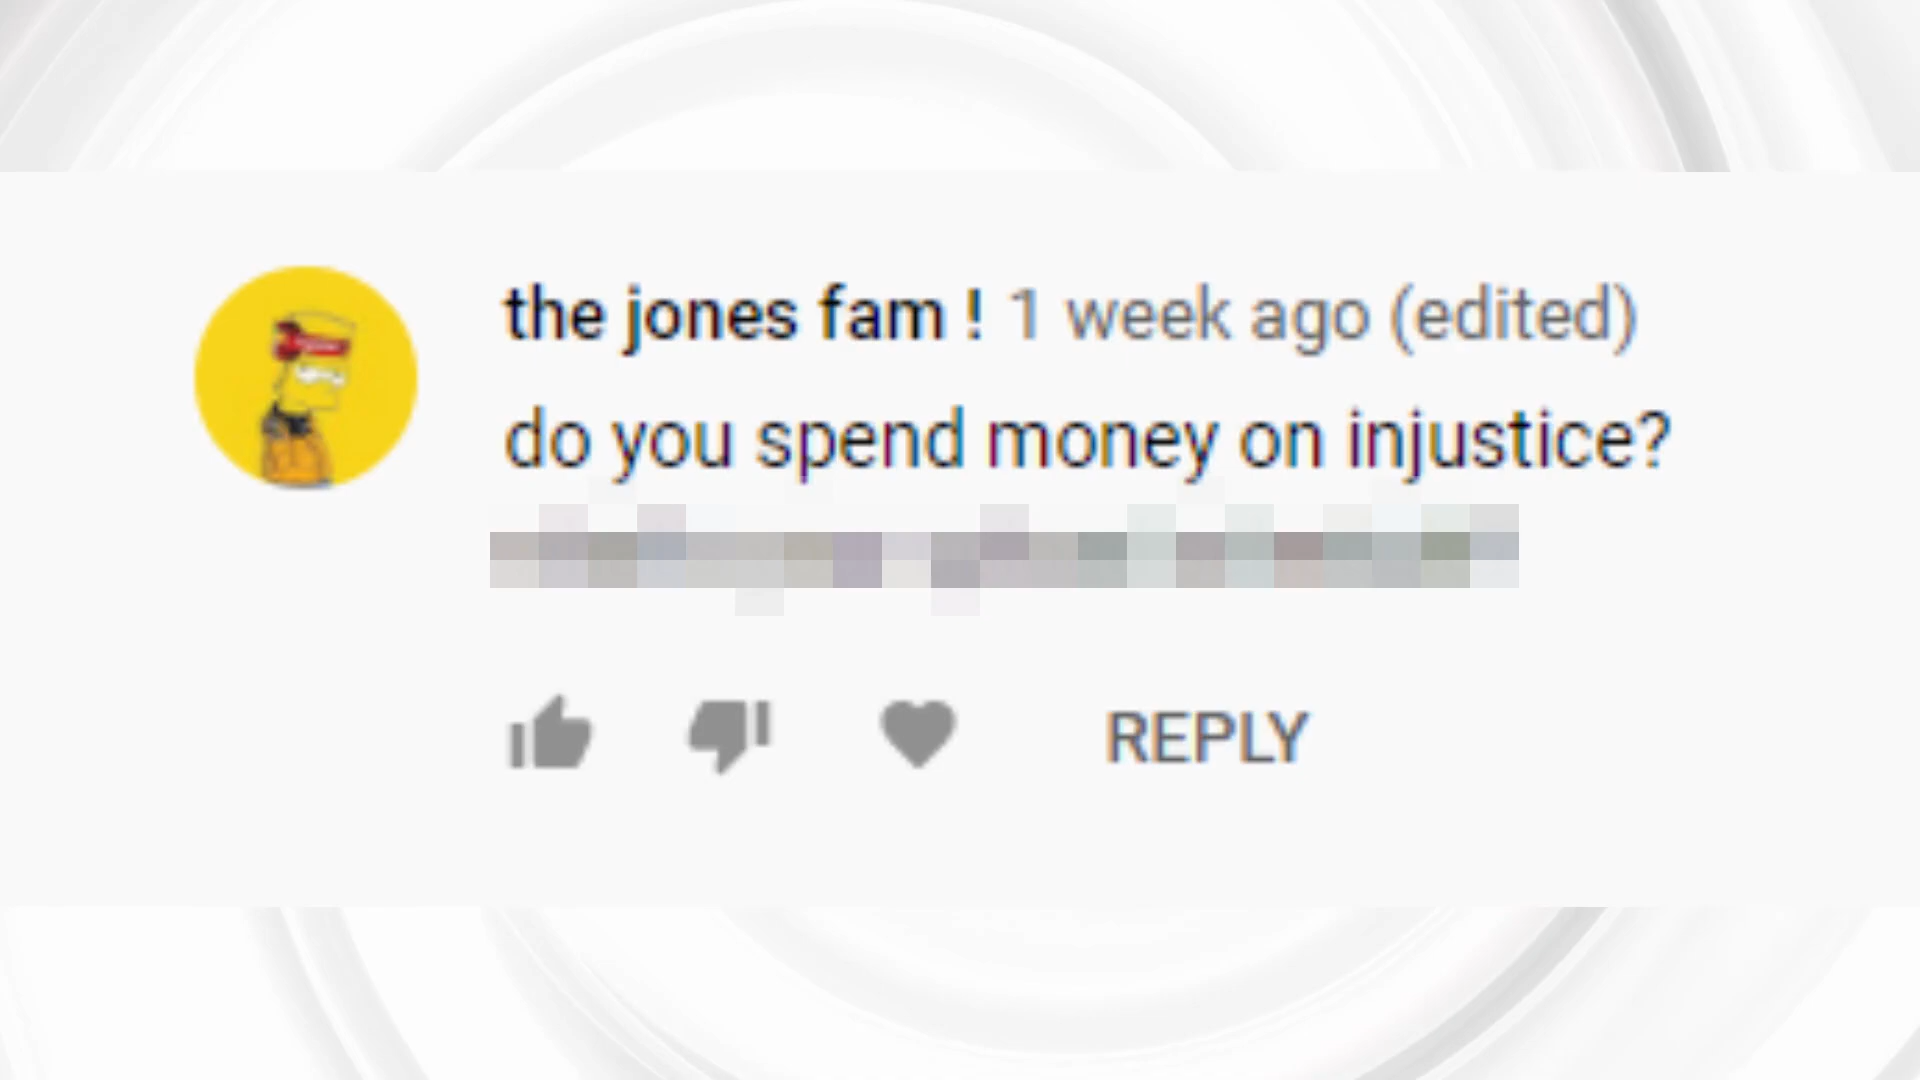 the jones fam ! 1 week ago (edited)
do you spend money on injustice?
REPLY